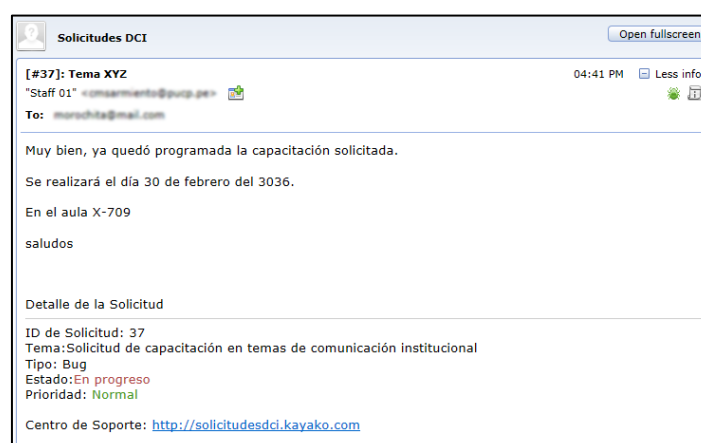 Solicitudes DCI
Open fullscreen
[#37]: Tema XYZ
04:41 PM
Less info
"Staff 01"
To:
Muy bien, ya quedó programada la capacitación solicitada.
Se realizará el día 30 de febrero del 3036.
En el aula X-709
saludos
Detalle de la Solicitud
ID de Solicitud: 37
Tema:Solicitud de capacitación en temas de comunicación institucional
Tipo: Bug
Estado:En progreso
Prioridad: Normal
Centro de Soporte: http://solicitudesdci.kayako.com